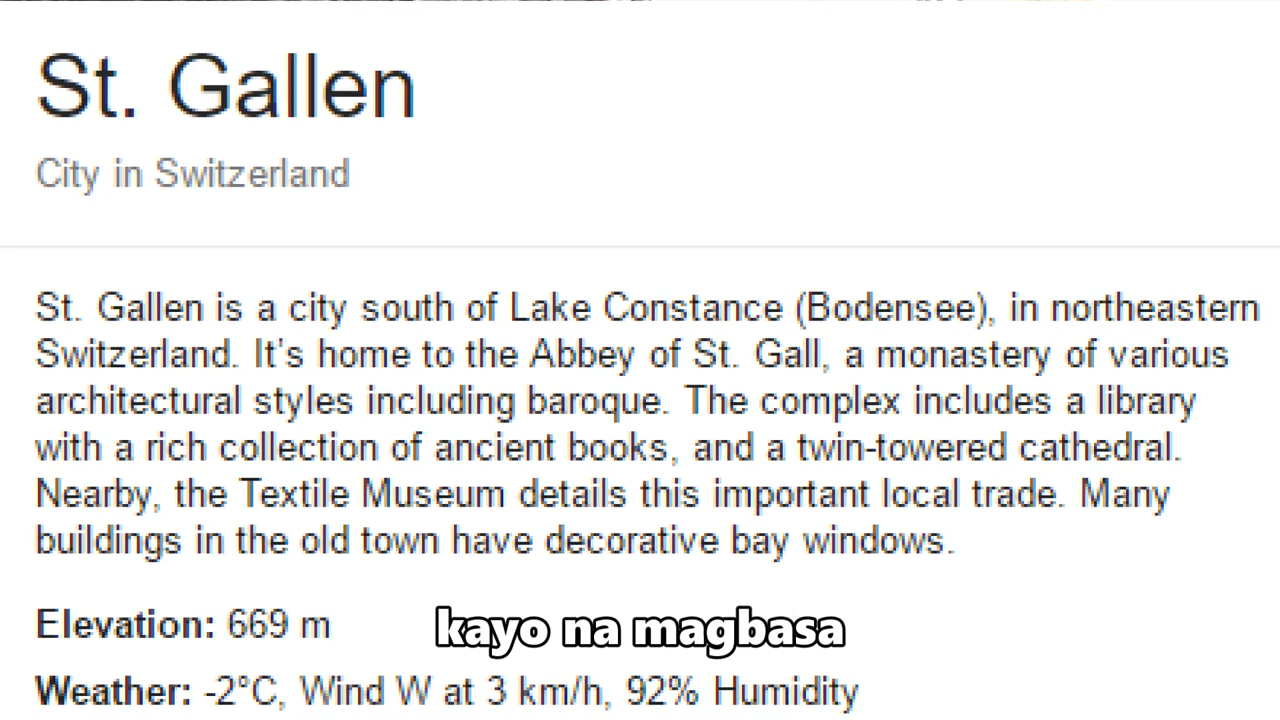 St. Gallen
City in Switzerland
St. Gallen is a city south of Lake Constance (Bodensee), in northeastern
Switzerland. It's home to the Abbey of St. Gall, a monastery of various
architectural styles including baroque. The complex includes a library
with a rich collection of ancient books, and a twin-towered cathedral.
Nearby, the Textile Museum details this important local trade. Many
buildings in the old town have decorative bay windows.
Elevation: 669 m
kayo na magbasa
Weather: -2°C, Wind W at 3 km/h, 92% Humidity